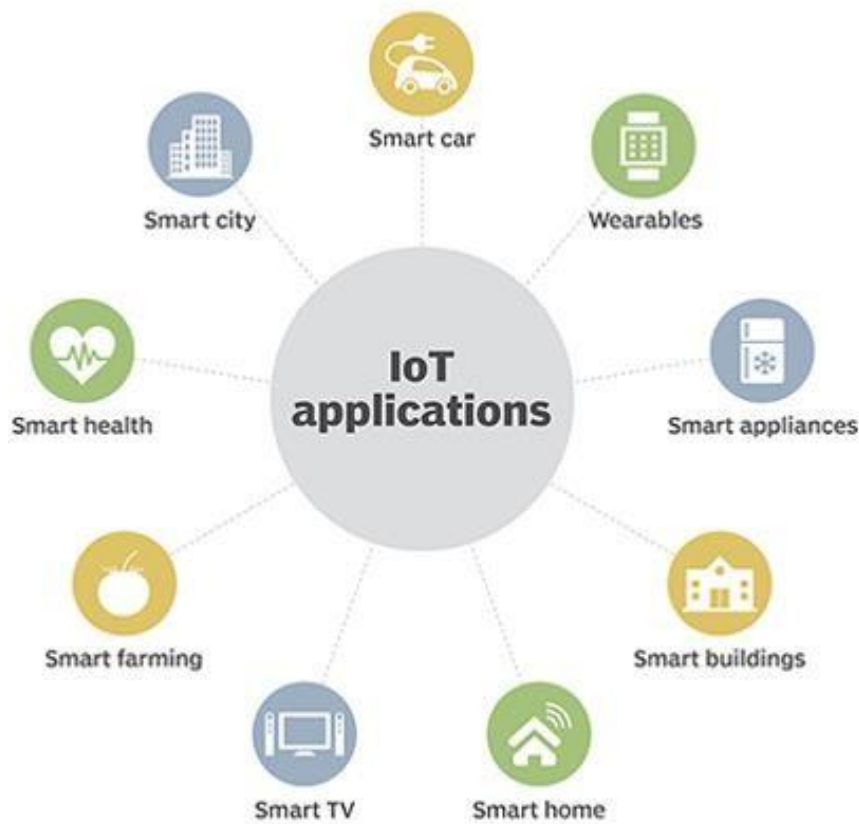 Smart car
Wearables
Smart city
IoT
applications
Smart health
Smart appliances
Smart farming
Smart buildings
Smart TV
Smart home